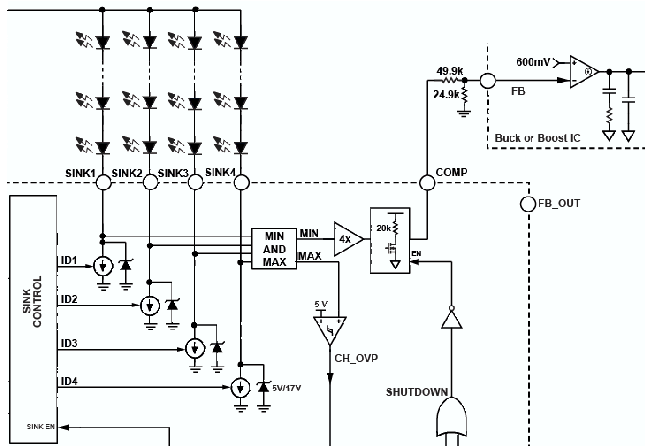 49.9k
24.9k
600mV
FB
Buck or Boost IC
SINK1
SINK2
SINK3
SINK4
COMP
FB_OUT
SINK
CONTROL
ID1
ID2
ID3
ID4
SINK EN
MIN
AND
MAX
MIN
MAX
4X
20k
EN
5 V
CH_OVP
5V/17V
SHUTDOWN